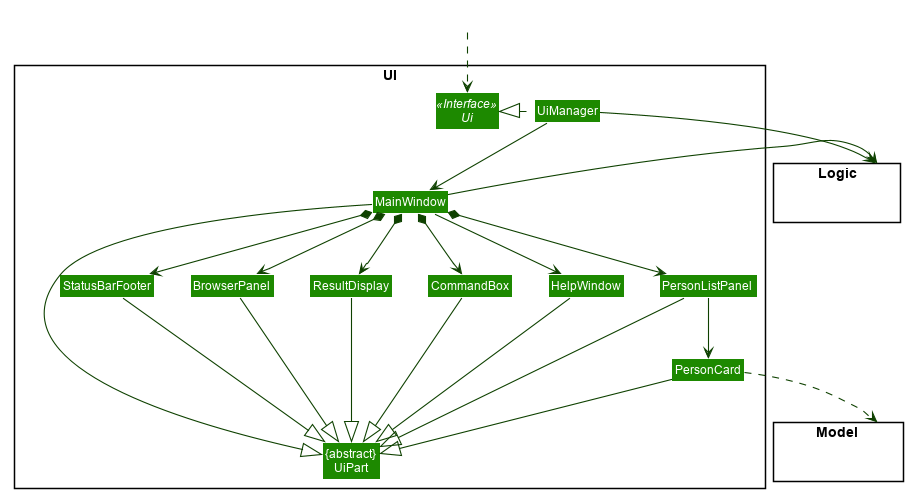 UI
«Interface»
Ui
UiManager
Logic
MainWindow
StatusBarFooter
BrowserPanel
ResultDisplay
CommandBox
HelpWindow
PersonListPanel
PersonCard
Model
{abstract}
UiPart